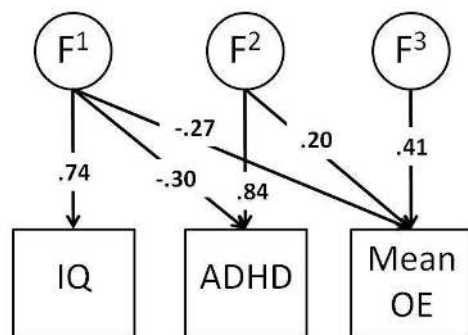 F¹ F² F³
-.27
.20
.74 -.30 .84 .41
IQ ADHD Mean
OE